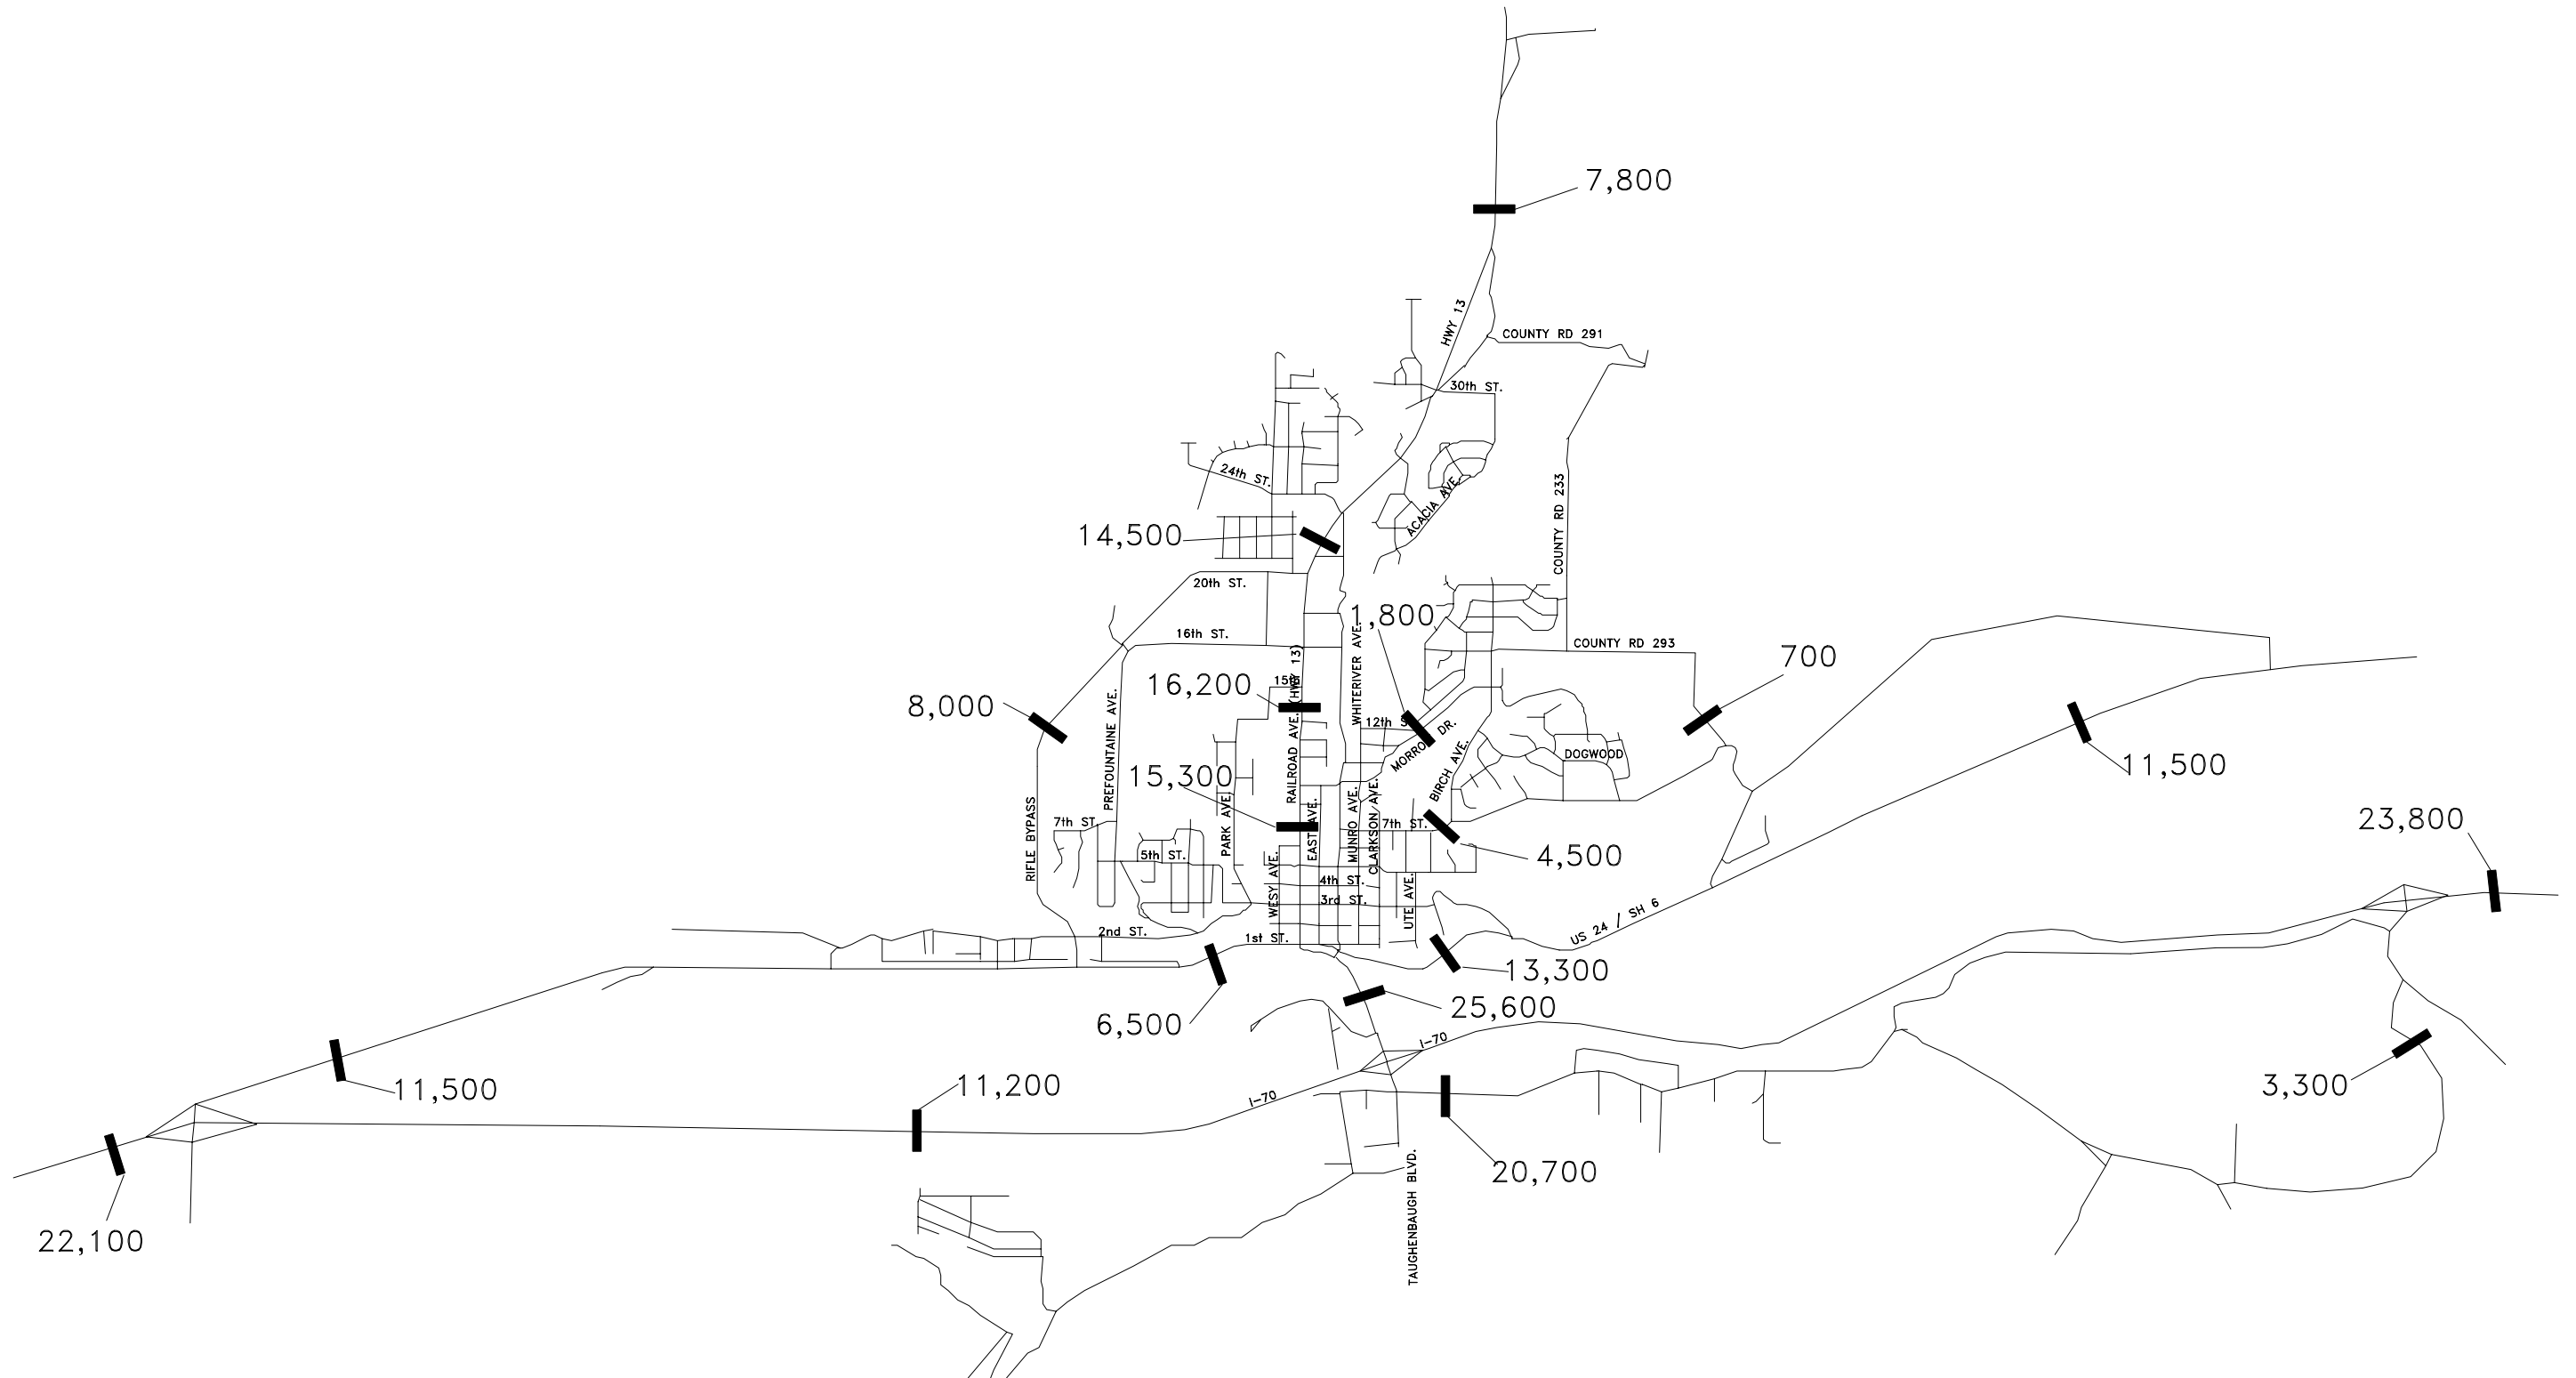 7,800
HWY 13
COUNTY RD 291
30th ST.
24th ST.
ACACIA AVE.
COUNTY RD 233
14,500
20th ST.
1,800
16th ST.
WHITERIVER AVE.
COUNTY RD 293
700
16,200
15th
RAILROAD AVE. (HWY 13)
8,000
PREFOUNTAINE AVE.
12th S
MORRO DR.
BIRCH AVE.
DOGWOOD
11,500
15,300
RIFLE BYPASS
7th ST.
PARK AVE.
EAST AVE.
MUNRO AVE.
CLARKSON AVE.
7th ST.
4,500
23,800
5th ST.
WESY AVE.
4th ST.
3rd ST.
UTE AVE.
US 24 / SH 6
2nd ST.
1st ST.
13,300
6,500
25,600
I-70
11,500
11,200
I-70
3,300
20,700
TAUGHENBAUGH BLVD.
22,100